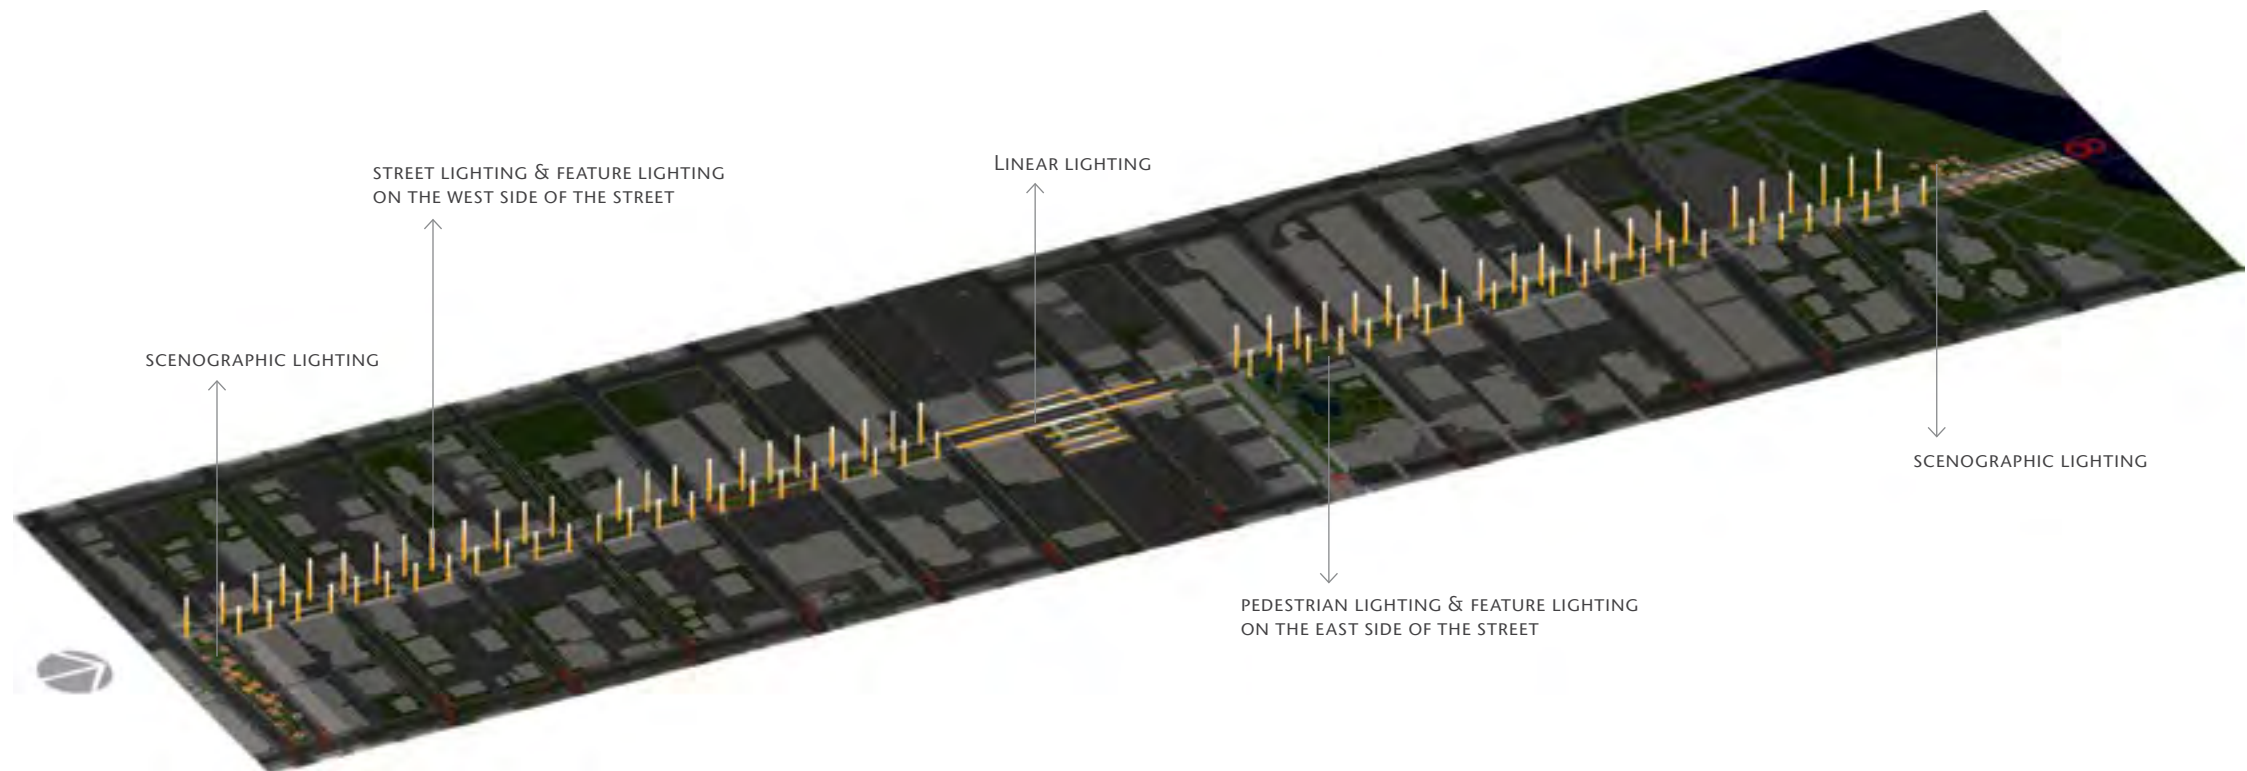 STREET LIGHTING & FEATURE LIGHTING
ON THE WEST SIDE OF THE STREET
LINEAR LIGHTING
SCENOGRAPHIC LIGHTING
SCENOGRAPHIC LIGHTING
PEDESTRIAN LIGHTING & FEATURE LIGHTING
ON THE EAST SIDE OF THE STREET